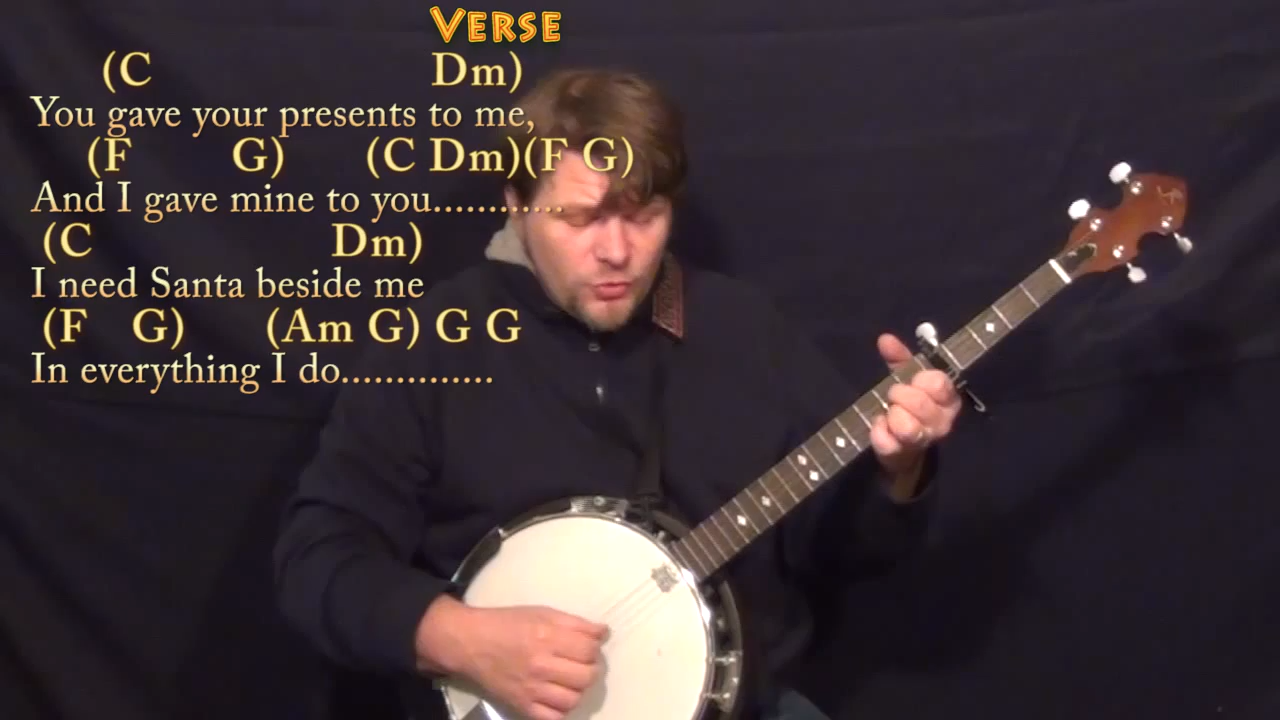 VERSE
(C Dm)
You gave your presents to me,
(F G) (C Dm)(F G)
And I gave mine to you............
(C Dm)
I need Santa beside me
(F G) (Am G) G G
In everything I do..............